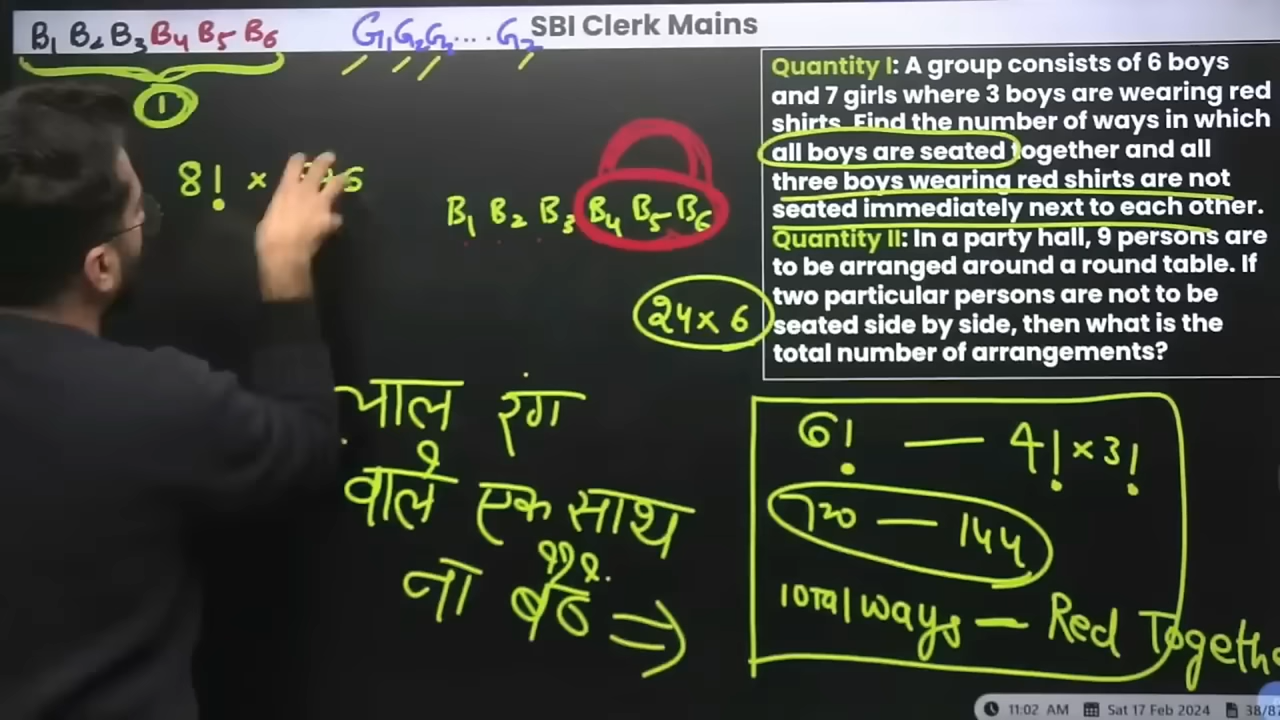 B1 B2 B3 B4 B5 B6 G1 G2 G3 .... G7 SBI Clerk Mains
1
8! ×
B1 B2 B3 B4 B5 B6
24 × 6
Quantity I: A group consists of 6 boys
and 7 girls where 3 boys are wearing red
shirts. Find the number of ways in which
all boys are seated together and all
three boys wearing red shirts are not
seated immediately next to each other.
Quantity II: In a party hall, 9 persons are
to be arranged around a round table. If
two particular persons are not to be
seated side by side, then what is the
total number of arrangements?
लाल रंग
वाले एक साथ
ना बैठे ⇒
6! — 4! × 3!
720 — 144
Total ways — Red Togethe
11:02 AM Sat 17 Feb 2024 38/87